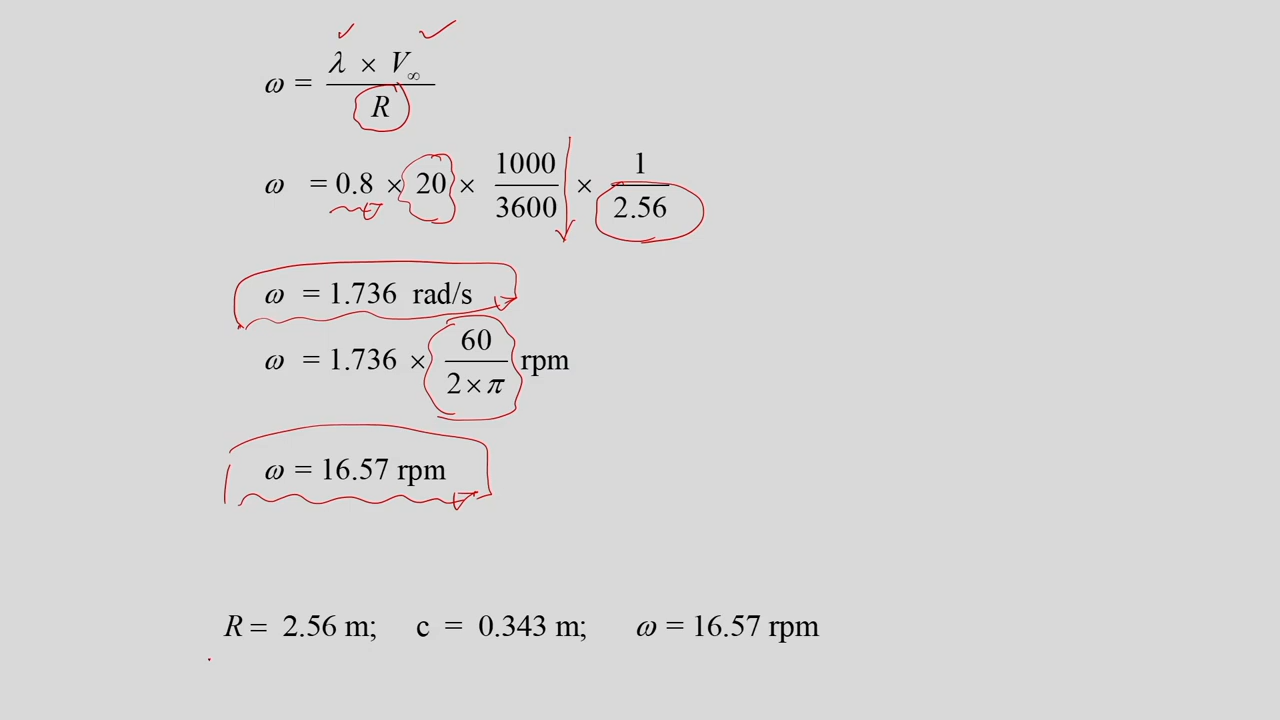 ω = λ × V∞ / R
ω = 0.8 × 20 × 1000/3600 × 1/2.56
ω = 1.736 rad/s
ω = 1.736 × 60/(2 × π) rpm
ω = 16.57 rpm
R = 2.56 m; c = 0.343 m; ω = 16.57 rpm